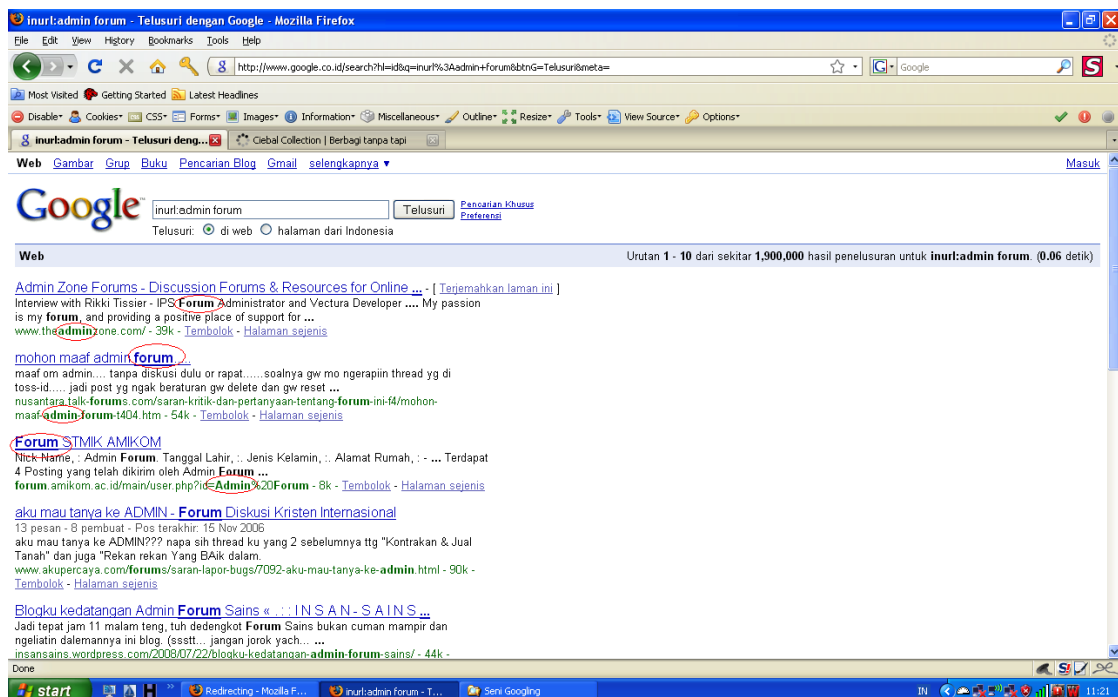 inurl:admin forum - Telusuri dengan Google - Mozilla Firefox
File Edit View History Bookmarks Tools Help
http://www.google.co.id/search?hl=id&q=inurl%3Aadmin+forum&btnG=Telusuri&meta=
Google
Most Visited Getting Started Latest Headlines
Disable Cookies CSS Forms Images Information Miscellaneous Outline Resize Tools View Source Options
inurl:admin forum - Telusuri deng... Ciebal Collection | Berbagi tanpa tapi
Web Gambar Grup Buku Pencarian Blog Gmail selengkapnya ▼ Masuk
Google inurl:admin forum Telusuri Pencarian Khusus
Preferensi
Telusuri: di web halaman dari Indonesia
Web Urutan 1 - 10 dari sekitar 1,900,000 hasil penelusuran untuk inurl:admin forum. (0.06 detik)
Admin Zone Forums - Discussion Forums & Resources for Online ... - [ Terjemahkan laman ini ]
Interview with Rikki Tissier - IPS Forum Administrator and Vectura Developer .... My passion
is my forum, and providing a positive place of support for ...
www.theadminzone.com/ - 39k - Tembolok - Halaman sejenis
mohon maaf admin forum.....
maaf om admin.... tanpa diskusi dulu or rapat......soalnya gw mo ngerapiin thread yg di
toss-id..... jadi post yg ngak beraturan gw delete dan gw reset ...
nusantara.talk-forums.com/saran-kritik-dan-pertanyaan-tentang-forum-ini-f4/mohon-
maaf-admin-forum-t404.htm - 54k - Tembolok - Halaman sejenis
Forum STMIK AMIKOM
Nick Name, : Admin Forum. Tanggal Lahir, :. Jenis Kelamin, :. Alamat Rumah, : - ... Terdapat
4 Posting yang telah dikirim oleh Admin Forum ...
forum.amikom.ac.id/main/user.php?id=Admin%20Forum - 8k - Tembolok - Halaman sejenis
aku mau tanya ke ADMIN - Forum Diskusi Kristen Internasional
13 pesan - 8 pembuat - Pos terakhir: 15 Nov 2006
aku mau tanya ke ADMIN??? napa sih thread ku yang 2 sebelumnya ttg "Kontrakan & Jual
Tanah" dan juga "Rekan rekan Yang BAik dalam.
www.akupercaya.com/forums/saran-lapor-bugs/7092-aku-mau-tanya-ke-admin.html - 90k -
Tembolok - Halaman sejenis
Blogku kedatangan Admin Forum Sains « . : : I N S A N - S A I N S ...
Jadi tepat jam 11 malam teng, tuh dedengkot Forum Sains bukan cuman mampir dan
ngeliatin dalemannya ini blog. (ssstt... jangan jorok yach... ...
insansains.wordpress.com/2008/07/22/blogku-kedatangan-admin-forum-sains/ - 44k -
Done
start Redirecting - Mozilla F... inurl:admin forum - T... Seni Googling IN 11:21